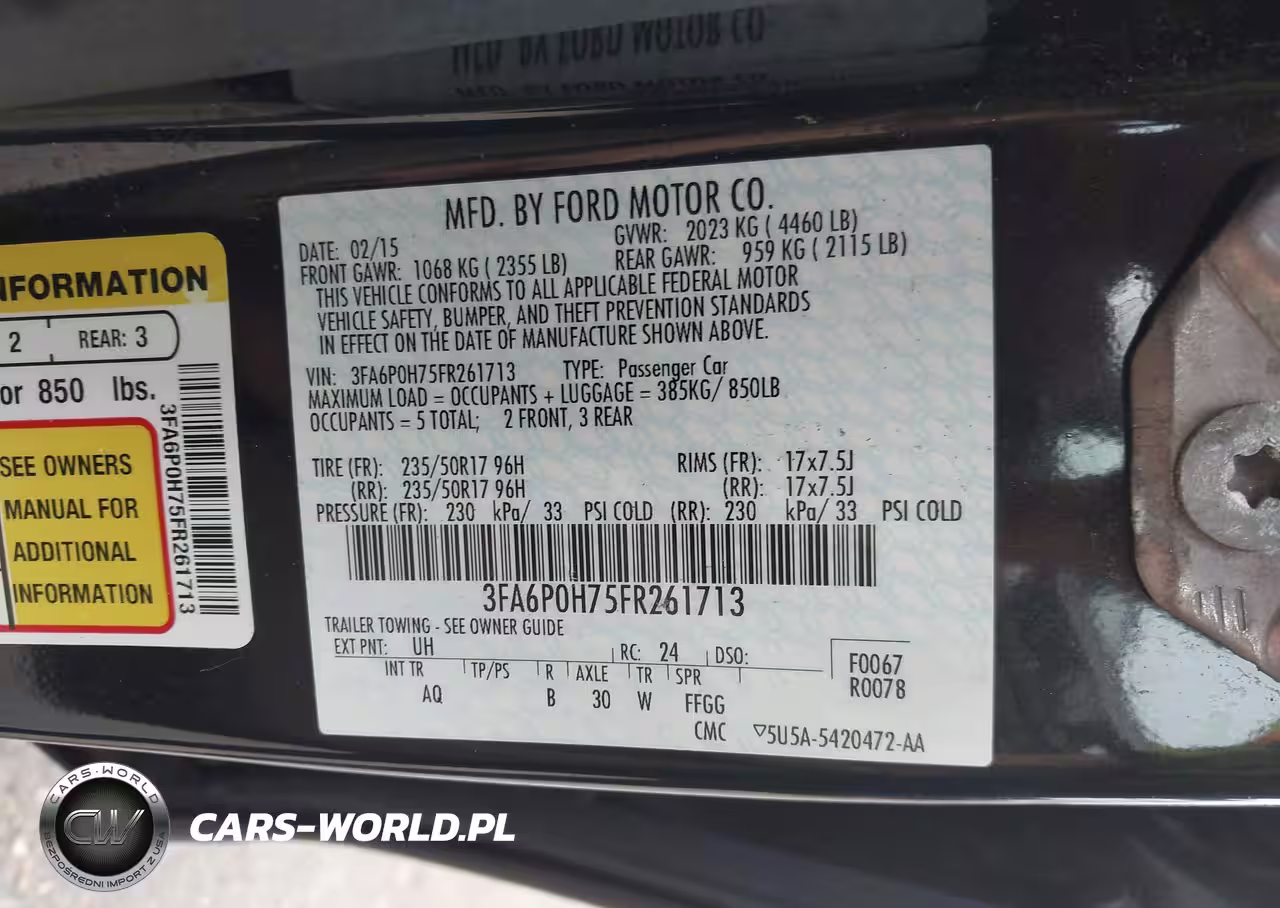 MFD. BY FORD MOTOR CO.
DATE: 02/15 GVWR: 2023 KG ( 4460 LB)
FRONT GAWR: 1068 KG ( 2355 LB) REAR GAWR: 959 KG ( 2115 LB)
THIS VEHICLE CONFORMS TO ALL APPLICABLE FEDERAL MOTOR
VEHICLE SAFETY, BUMPER, AND THEFT PREVENTION STANDARDS
IN EFFECT ON THE DATE OF MANUFACTURE SHOWN ABOVE.
VIN: 3FA6P0H75FR261713 TYPE: Passenger Car
MAXIMUM LOAD = OCCUPANTS + LUGGAGE = 385KG/ 850LB
OCCUPANTS = 5 TOTAL; 2 FRONT, 3 REAR
TIRE (FR): 235/50R17 96H RIMS (FR): 17x7.5J
(RR): 235/50R17 96H (RR): 17x7.5J
PRESSURE (FR): 230 kPa/ 33 PSI COLD (RR): 230 kPa/ 33 PSI COLD
3FA6P0H75FR261713
TRAILER TOWING - SEE OWNER GUIDE
EXT PNT: UH RC: 24 DSO:
INT TR TP/PS R AXLE TR SPR
AQ B 30 W FFGG
F0067
R0078
CMC ▽5U5A-5420472-AA
NFORMATION
2 REAR: 3
or 850 lbs.
SEE OWNERS
MANUAL FOR
ADDITIONAL
INFORMATION
3FA6P0H75FR261713
CARS-WORLD
CW
BEZPOŚREDNI IMPORT Z USA
CARS-WORLD.PL